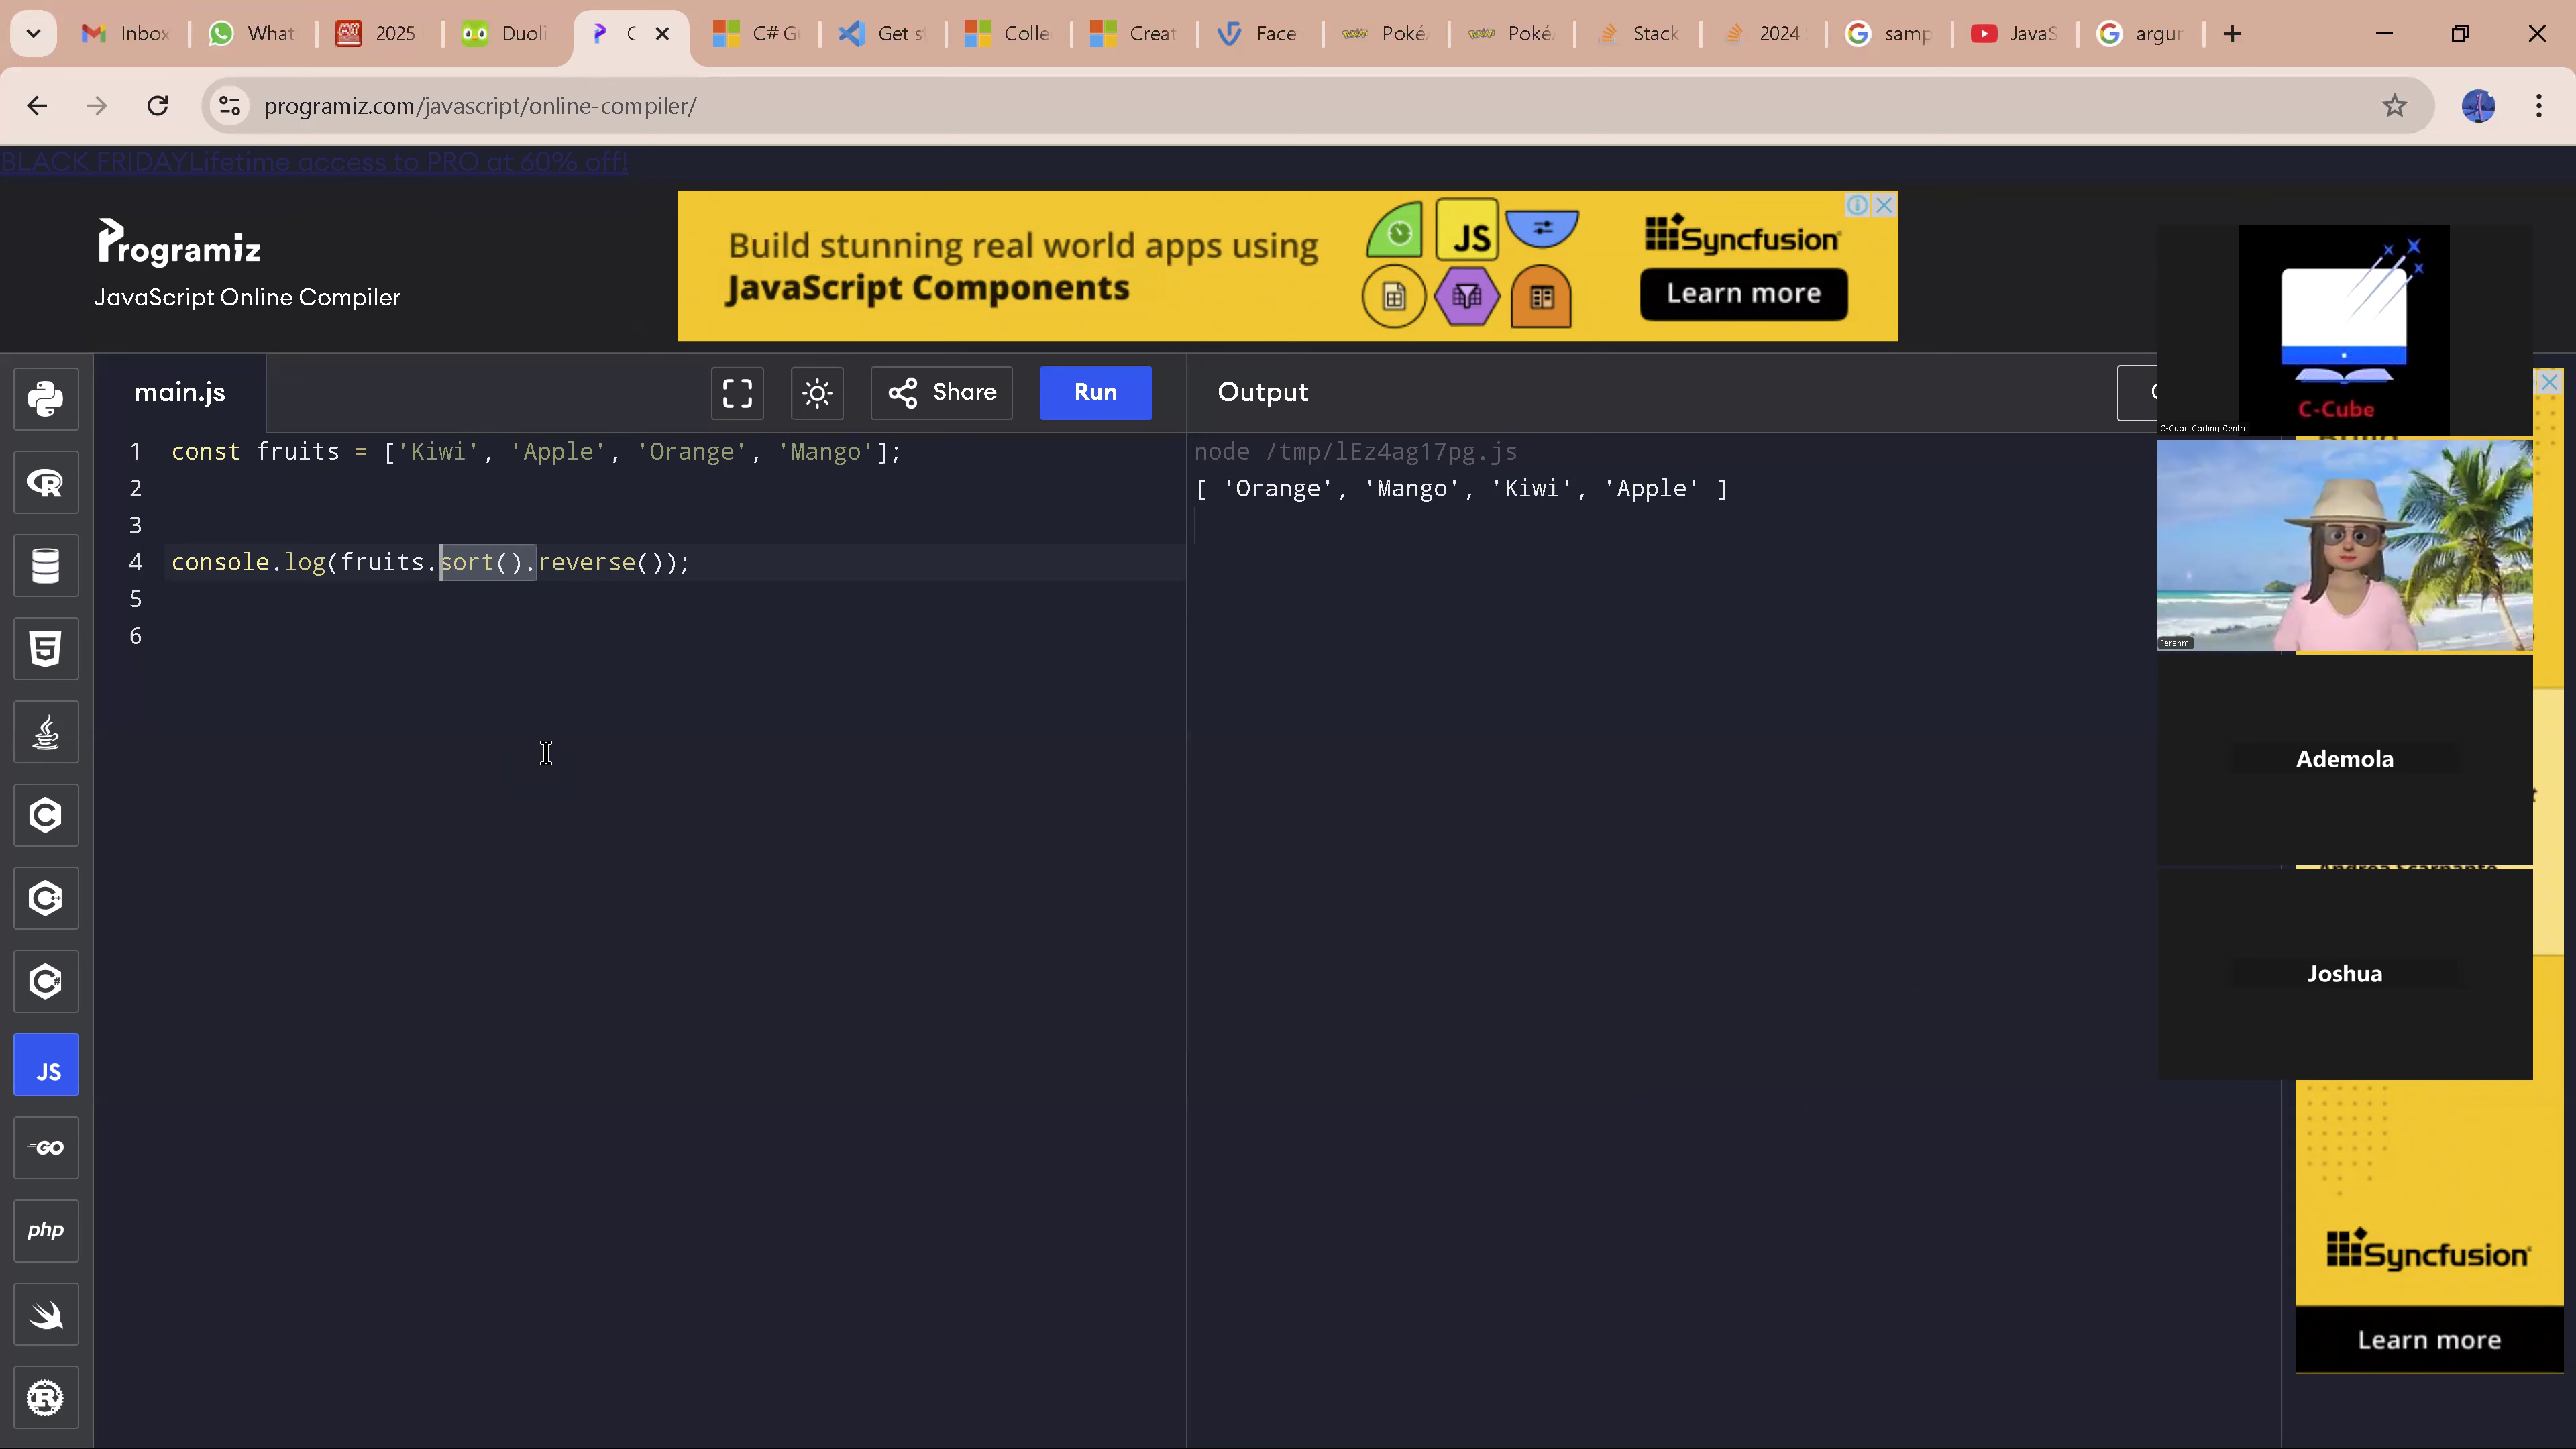 Inbox
What
2025
Duoli
C
C# G
Get s
Colle
Creat
Face
Poké
Poké
Stack
2024
samp
JavaS
argur
programiz.com/javascript/online-compiler/
BLACK FRIDAYLifetime access to PRO at 60% off!
Programiz
JavaScript Online Compiler
Build stunning real world apps using
JavaScript Components
JS
Syncfusion
Learn more
C-Cube
C-Cube Coding Centre
main.js
Share
Run
Output
1 const fruits = ['Kiwi', 'Apple', 'Orange', 'Mango'];
2
3
4 console.log(fruits.sort().reverse());
5
6
node /tmp/lEz4ag17pg.js
[ 'Orange', 'Mango', 'Kiwi', 'Apple' ]
Feranmi
Ademola
Joshua
JS
GO
php
Syncfusion
Learn more